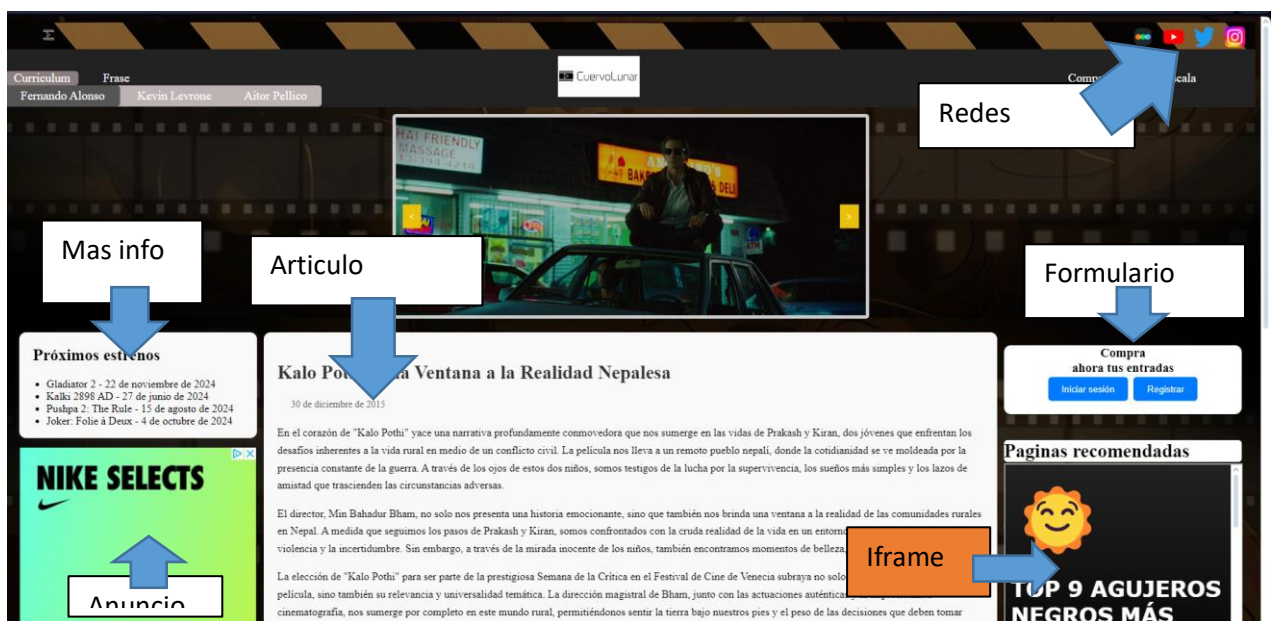 Curriculum Frase
CuervoLunar
Fernando Alonso Kevin Levrone Aitor Pellico
Redes
HAI FRIENDLY
MASSAGE
Mas info
Articulo
Formulario
Próximos estrenos
Gladiator 2 - 22 de noviembre de 2024
Kalki 2898 AD - 27 de junio de 2024
Pushpa 2: The Rule - 15 de agosto de 2024
Joker: Folie à Deux - 4 de octubre de 2024
NIKE SELECTS
Anuncio
Kalo Ventana a la Realidad Nepalesa
30 de diciembre de 2015
En el corazón de "Kalo Pothi" yace una narrativa profundamente conmovedora que nos sumerge en las vidas de Prakash y Kiran, dos jóvenes que enfrentan los
desafíos inherentes a la vida rural en medio de un conflicto civil. La película nos lleva a un remoto pueblo nepalí, donde la cotidianidad se ve moldeada por la
presencia constante de la guerra. A través de los ojos de estos dos niños, somos testigos de la lucha por la supervivencia, los sueños más simples y los lazos de
amistad que trascienden las circunstancias adversas.
El director, Min Bahadur Bham, no solo nos presenta una historia emocionante, sino que también nos brinda una ventana a la realidad de las comunidades rurales
en Nepal. A medida que seguimos los pasos de Prakash y Kiran, somos confrontados con la cruda realidad de la vida en un
violencia y la incertidumbre. Sin embargo, a través de la mirada inocente de los niños, también encontramos momentos de belleza,
La elección de "Kalo Pothi" para ser parte de la prestigiosa Semana de la Crítica en el Festival de Cine de Venecia subraya no solo
película, sino también su relevancia y universalidad temática. La dirección magistral de Bham, junto con las actuaciones
cinematografía, nos sumerge por completo en este mundo rural, permitiéndonos sentir la tierra bajo nuestros pies y el peso de las decisiones que deben tomar
Compra
ahora tus entradas
Iniciar sesión Registrar
Paginas recomendadas
Iframe
TOP 9 AGUJEROS
NEGROS MÁS